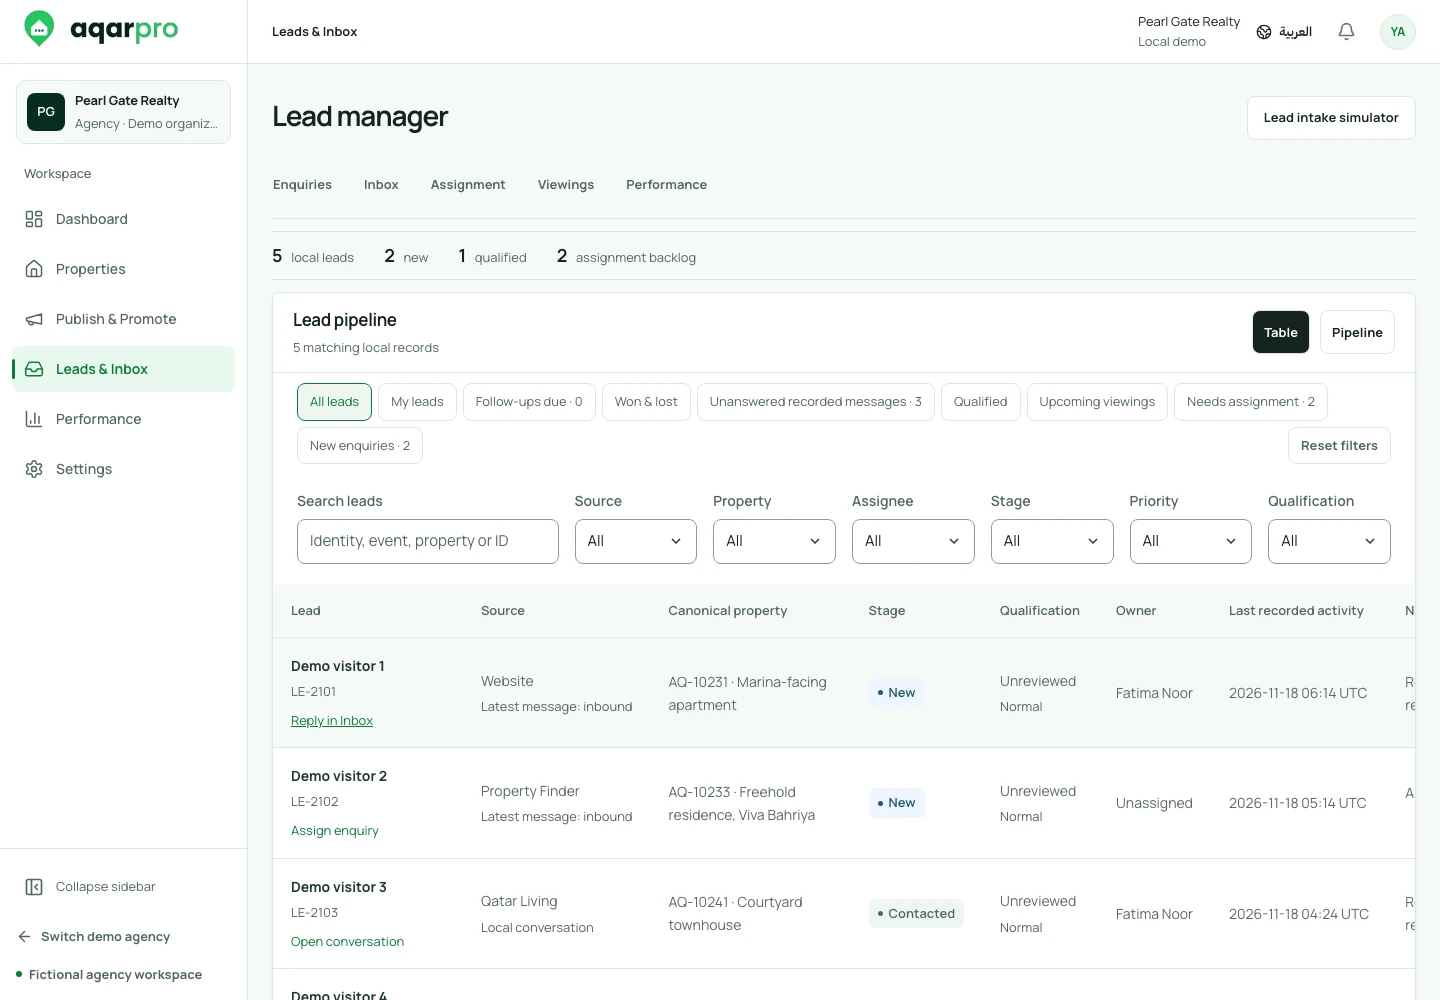 aqarpro
Leads & Inbox
Pearl Gate Realty
Local demo
العربية
YA
PG
Pearl Gate Realty
Agency · Demo organiz...
Workspace
Dashboard
Properties
Publish & Promote
Leads & Inbox
Performance
Settings
Collapse sidebar
Switch demo agency
Fictional agency workspace
Lead manager
Lead intake simulator
Enquiries Inbox Assignment Viewings Performance
5 local leads 2 new 1 qualified 2 assignment backlog
Lead pipeline
5 matching local records
Table Pipeline
All leads My leads Follow-ups due · 0 Won & lost Unanswered recorded messages · 3 Qualified Upcoming viewings Needs assignment · 2
New enquiries · 2 Reset filters
Search leads Source Property Assignee Stage Priority Qualification
Identity, event, property or ID All All All All All All
Lead Source Canonical property Stage Qualification Owner Last recorded activity N
Demo visitor 1
LE-2101
Reply in Inbox
Website
Latest message: inbound
AQ-10231 · Marina-facing
apartment
New
Unreviewed
Normal
Fatima Noor
2026-11-18 06:14 UTC
Demo visitor 2
LE-2102
Assign enquiry
Property Finder
Latest message: inbound
AQ-10233 · Freehold
residence, Viva Bahriya
New
Unreviewed
Normal
Unassigned
2026-11-18 05:14 UTC
A
Demo visitor 3
LE-2103
Open conversation
Qatar Living
Local conversation
AQ-10241 · Courtyard
townhouse
Contacted
Unreviewed
Normal
Fatima Noor
2026-11-18 04:24 UTC
Demo visitor 4